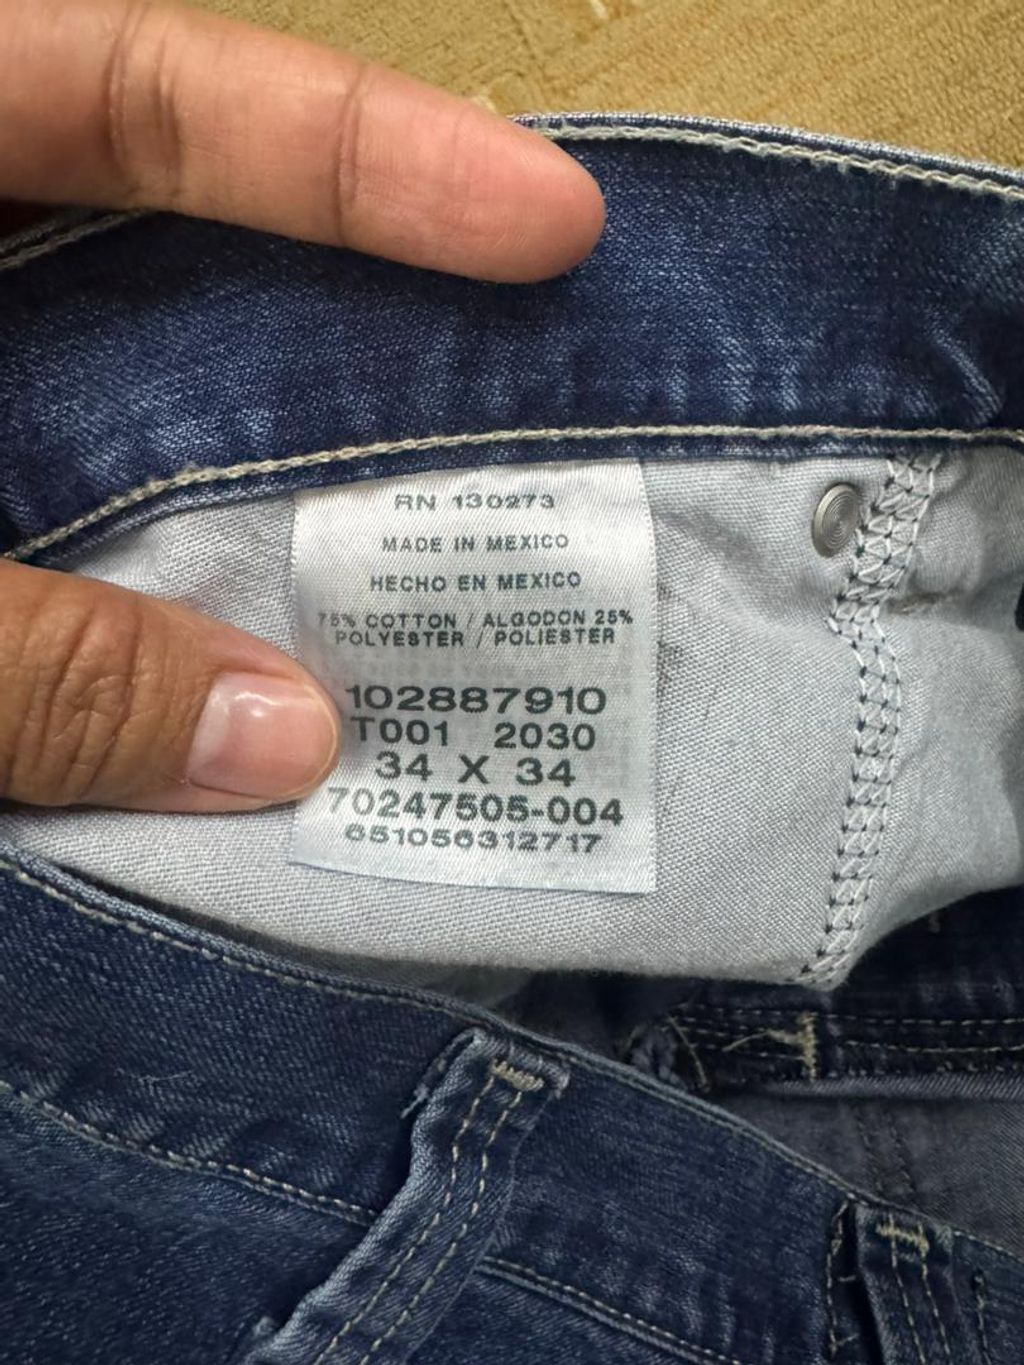 RN 130273
MADE IN MEXICO
HECHO EN MEXICO
75% COTTON / ALGODON 25%
POLYESTER / POLIESTER
102887910
T001 2030
34 X 34
70247505-004
651056312717